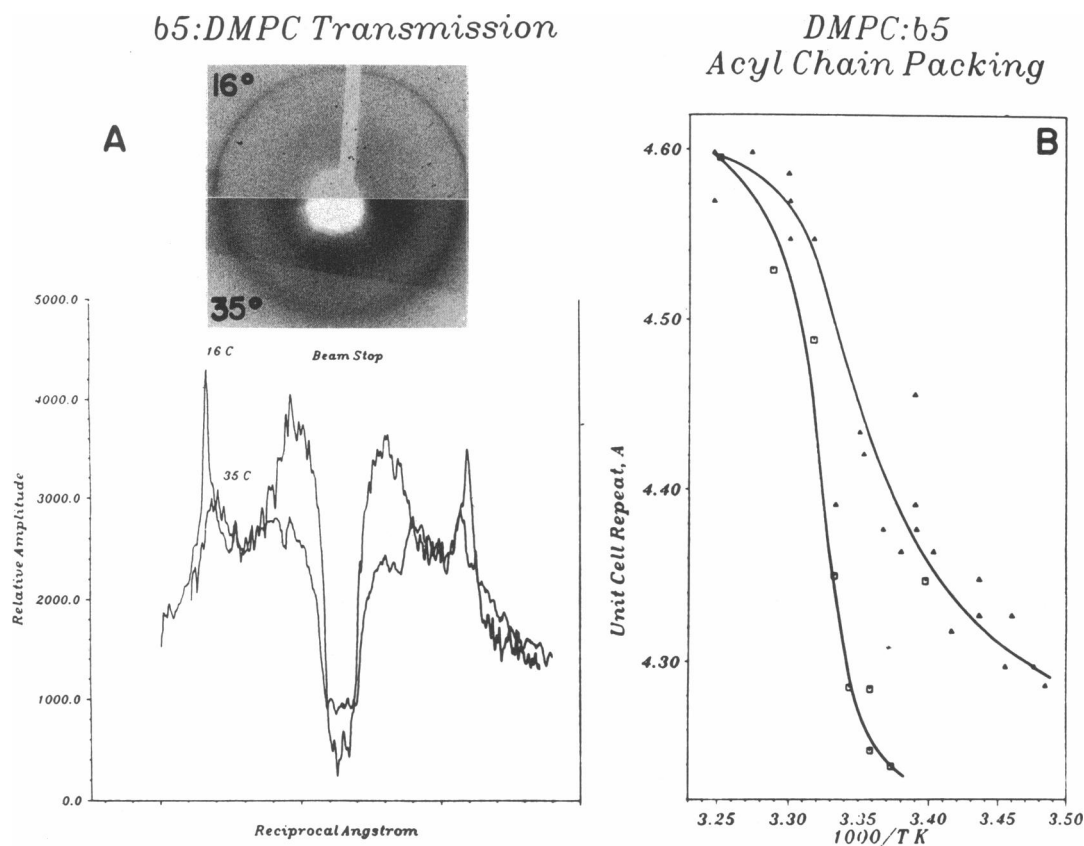 b5:DMPC Transmission
16°
A
35°
5000.0
16 C
Beam Stop
4000.0
35 C
3000.0
Relative Amplitude
2000.0
1000.0
0.0
Reciprocal Angstrom
DMPC:b5
Acyl Chain Packing
B
4.60
4.50
4.40
Unit Cell Repeat, A
4.30
3.25 3.30 3.35 3.40 3.45 3.50
1000/T K